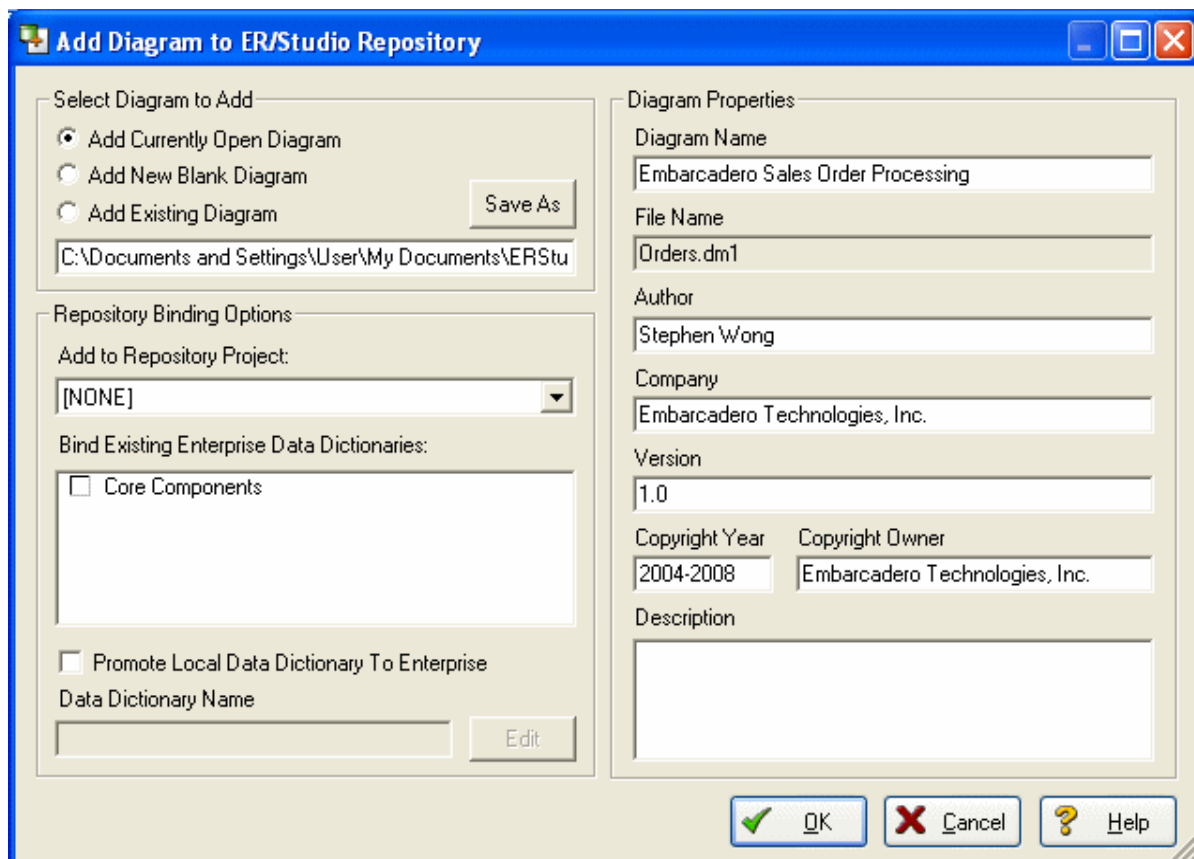 Add Diagram to ER/Studio Repository
Select Diagram to Add
Add Currently Open Diagram
Add New Blank Diagram
Add Existing Diagram
Save As
C:\Documents and Settings\User\My Documents\ERStu
Repository Binding Options
Add to Repository Project:
[NONE]
Bind Existing Enterprise Data Dictionaries:
Core Components
Promote Local Data Dictionary To Enterprise
Data Dictionary Name
Edit
Diagram Properties
Diagram Name
Embarcadero Sales Order Processing
File Name
Orders.dm1
Author
Stephen Wong
Company
Embarcadero Technologies, Inc.
Version
1.0
Copyright Year
2004-2008
Copyright Owner
Embarcadero Technologies, Inc.
Description
OK
Cancel
Help